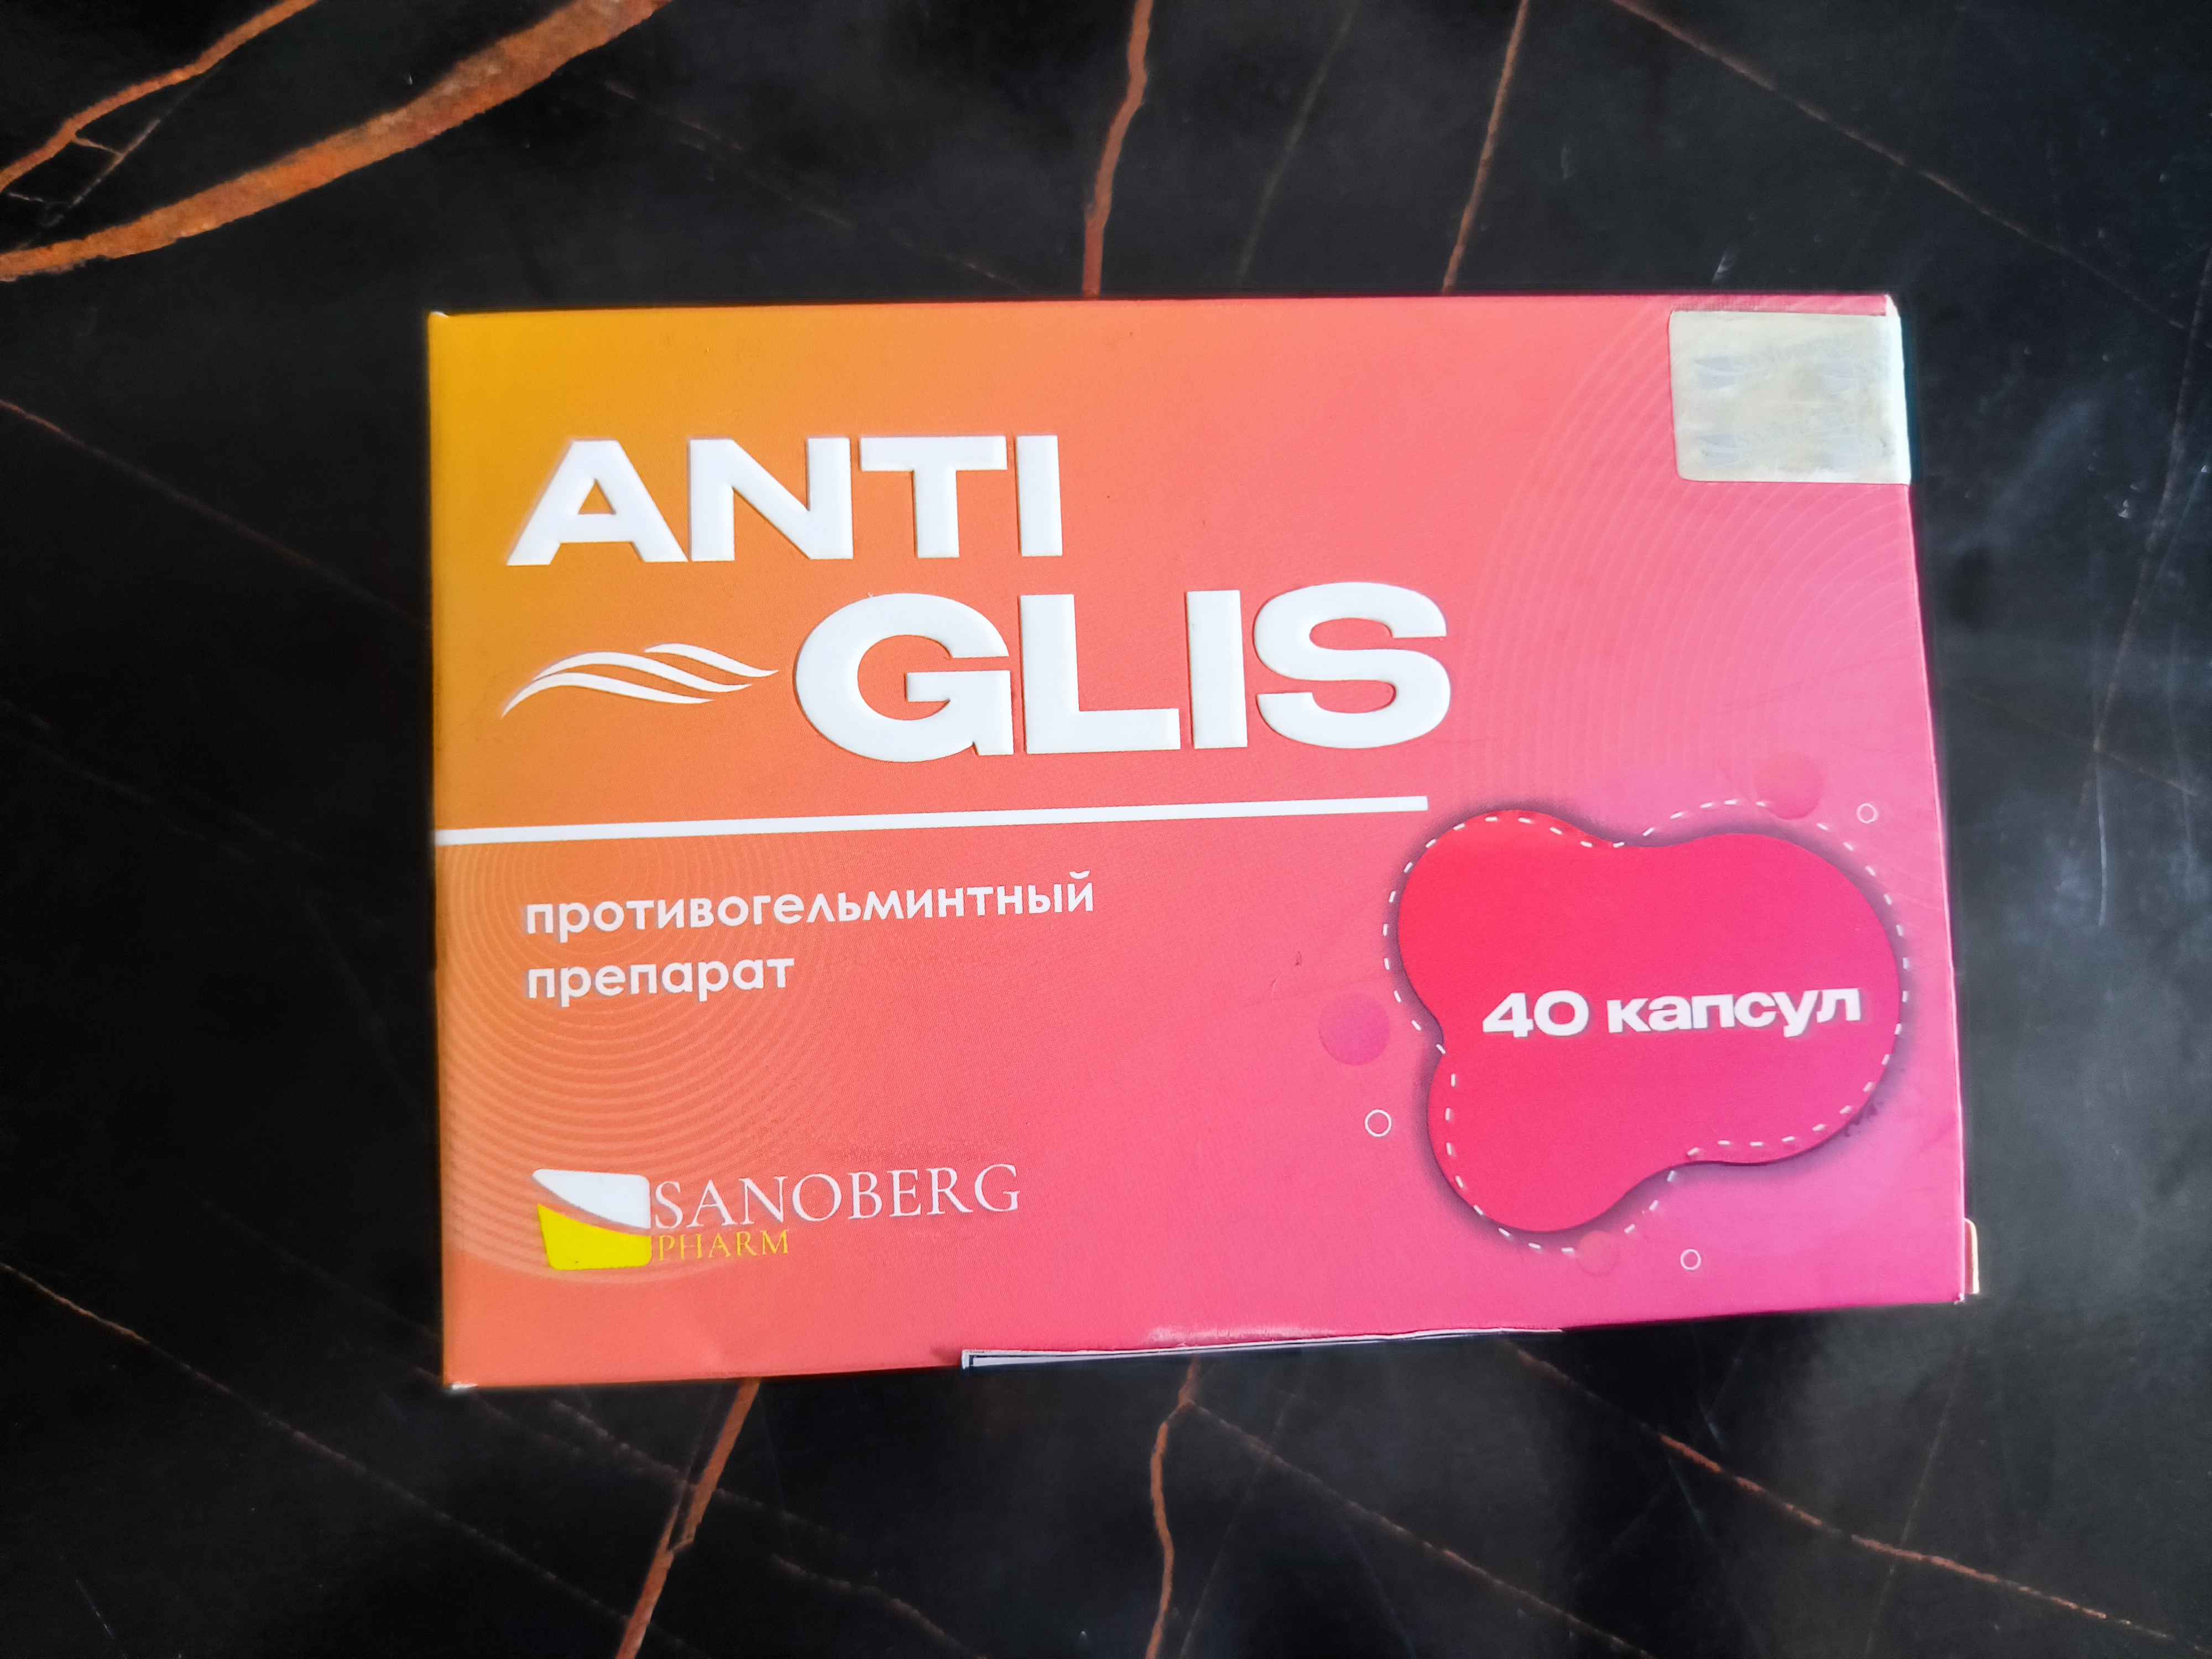 ANTI
GLIS
противогельминтный
препарат
40 капсул
SANOBERG
PHARM